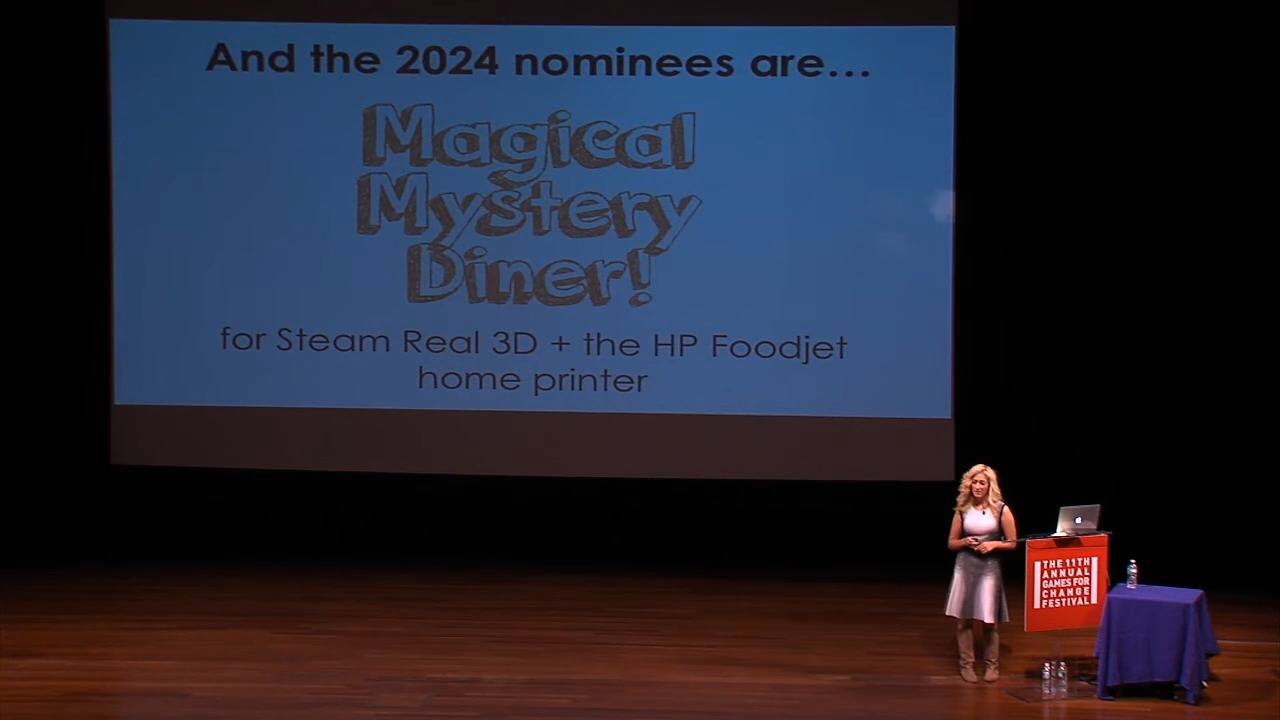 And the 2024 nominees are...
Magical
Mystery
Diner!
for Steam Real 3D + the HP Foodjet
home printer
THE 11TH
ANNUAL
GAMES FOR
CHANGE
FESTIVAL